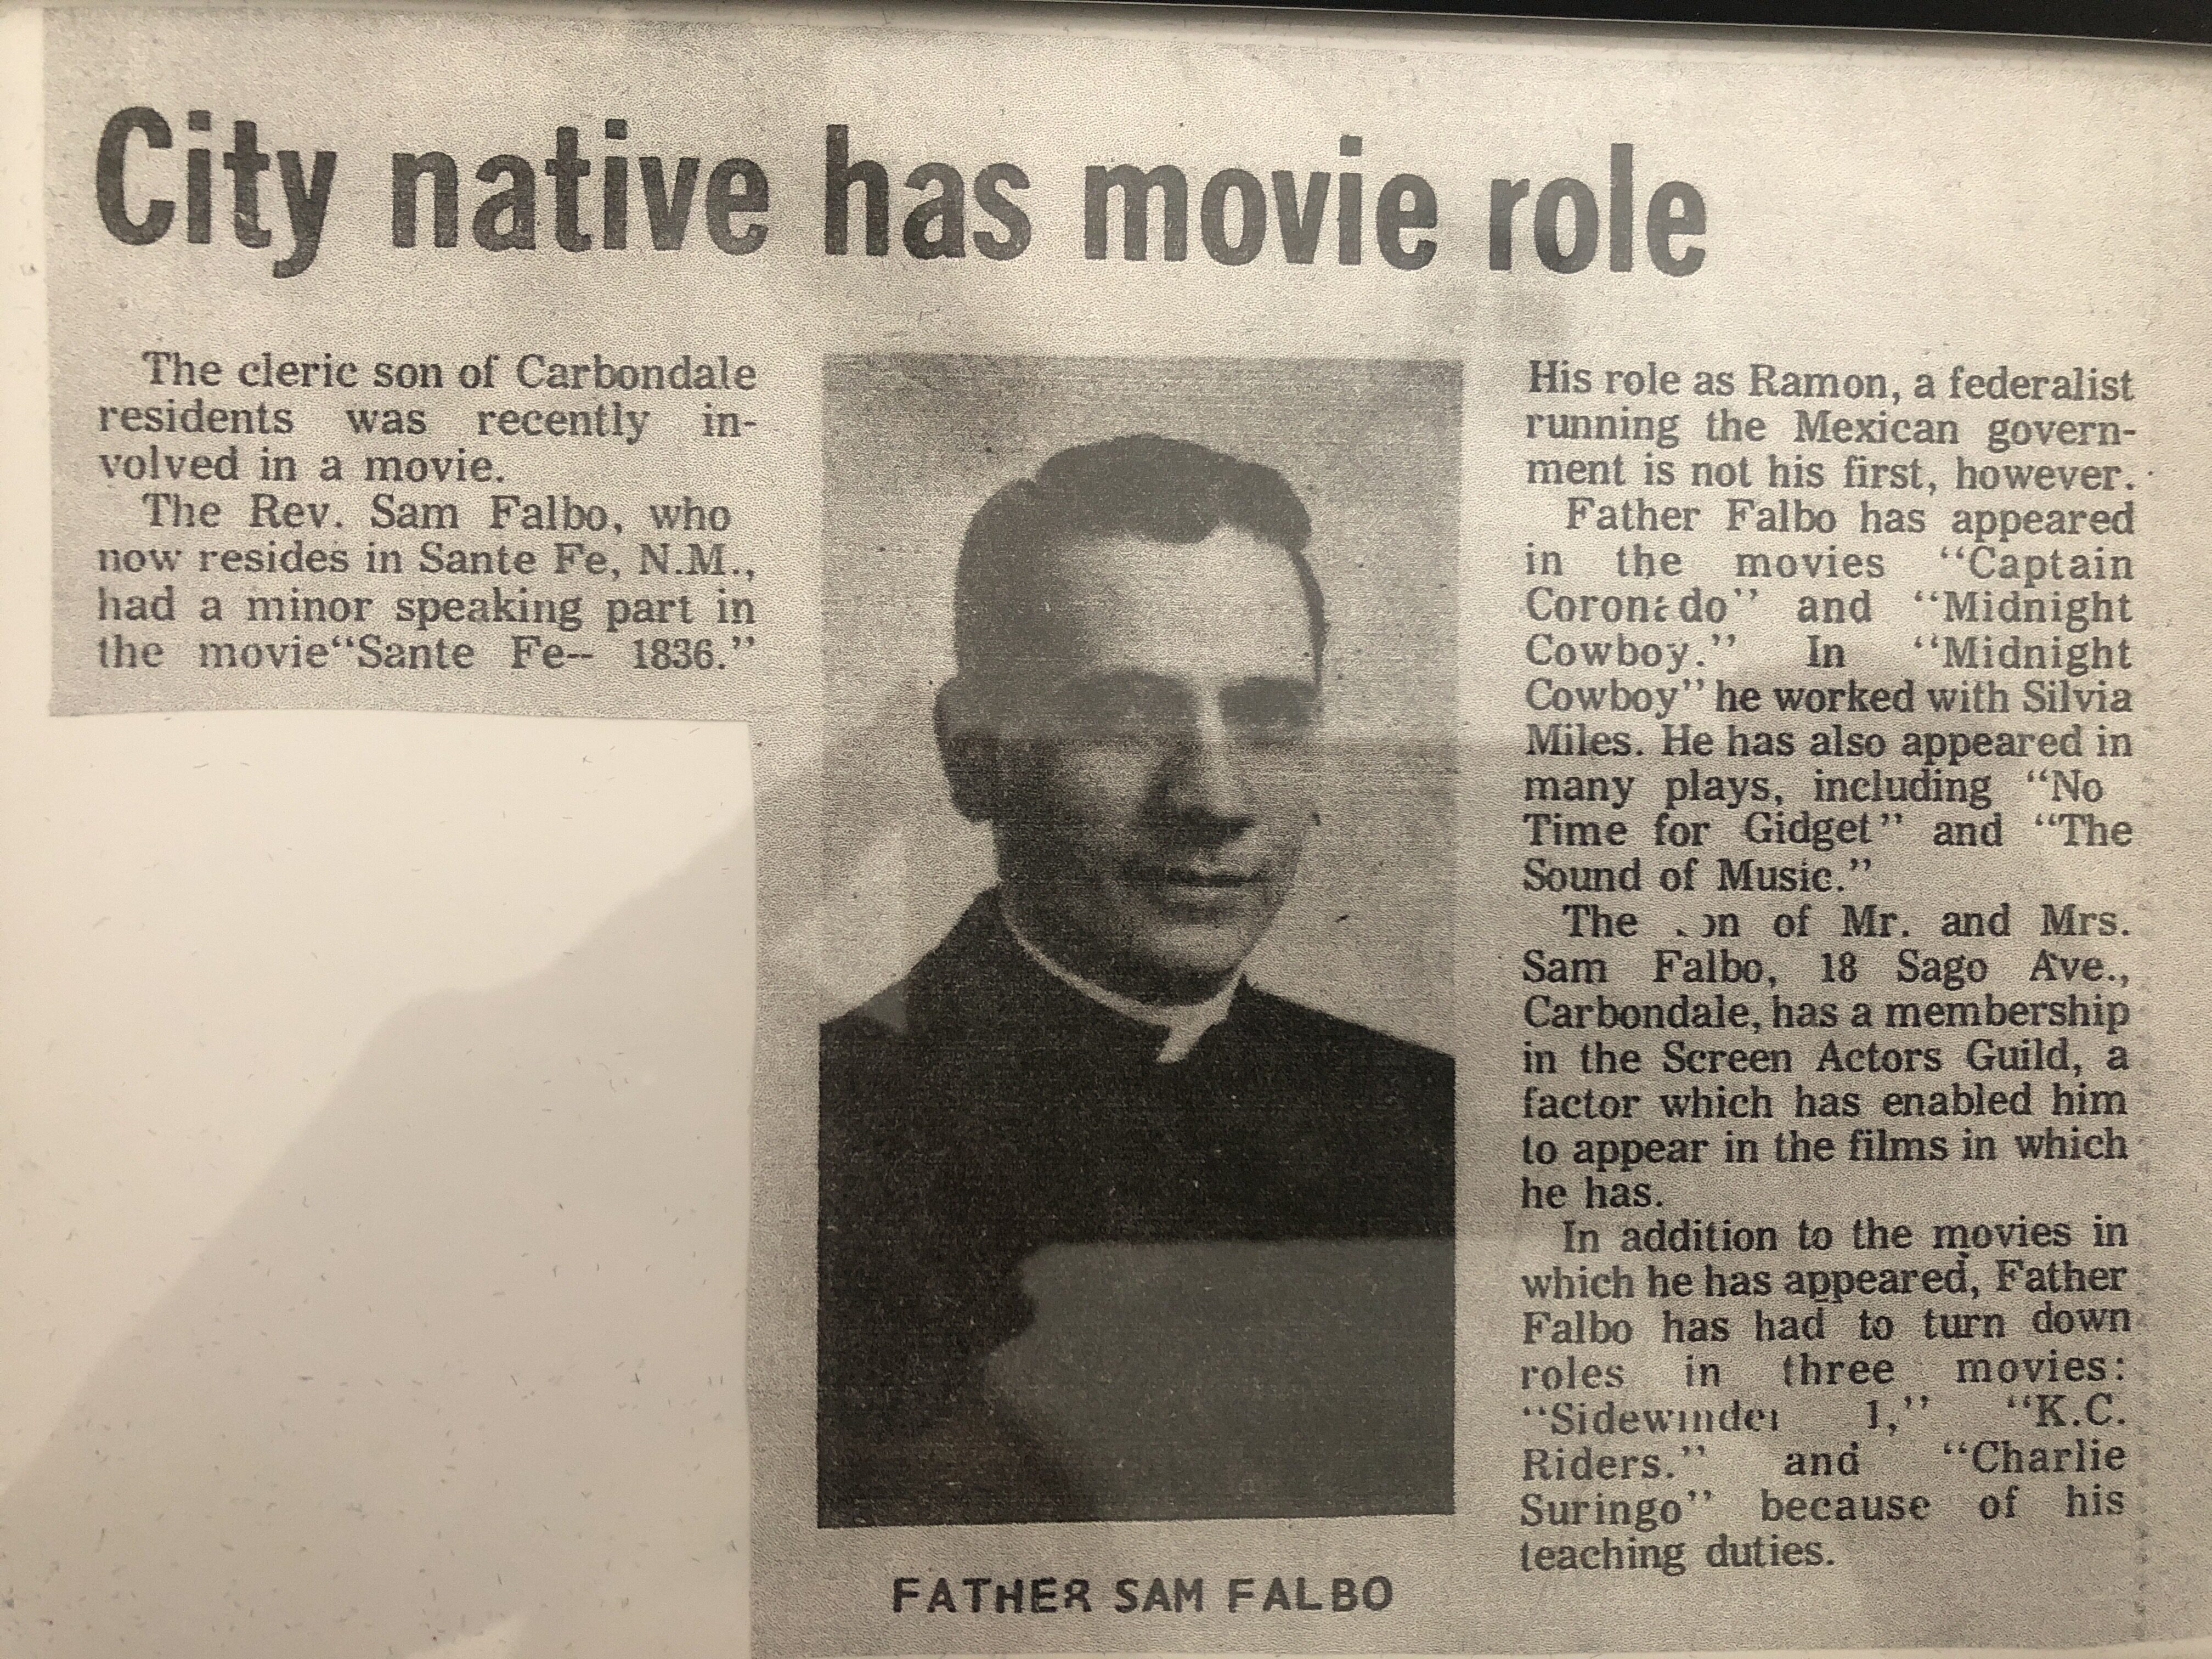 City native has movie role
The cleric son of Carbondale
residents was recently in-
volved in a movie.
The Rev. Sam Falbo, who
now resides in Sante Fe, N.M.,
had a minor speaking part in
the movie“Sante Fe-- 1836.”
FATHER SAM FALBO
His role as Ramon, a federalist
running the Mexican govern-
ment is not his first, however.
Father Falbo has appeared
in the movies “Captain
Coronado” and “Midnight
Cowboy.” In “Midnight
Cowboy” he worked with Silvia
Miles. He has also appeared in
many plays, including “No
Time for Gidget” and “The
Sound of Music.”
The of Mr. and Mrs.
Sam Falbo, 18 Sago Ave.,
Carbondale, has a membership
in the Screen Actors Guild, a
factor which has enabled him
to appear in the films in which
he has.
In addition to the movies in
which he has appeared, Father
Falbo has had to turn down
roles in three movies:
“Sidewinder 1,” “K.C.
Riders.” and “Charlie
Suringo” because of his
teaching duties.